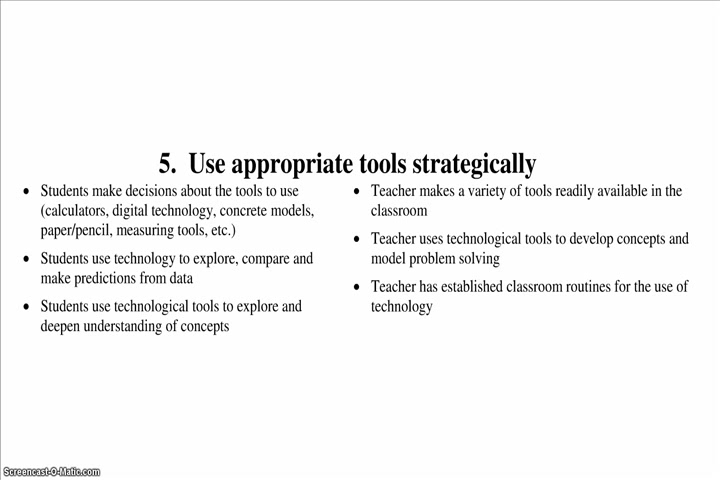 5. Use appropriate tools strategically
• Students make decisions about the tools to use
(calculators, digital technology, concrete models,
paper/pencil, measuring tools, etc.)
• Students use technology to explore, compare and
make predictions from data
• Students use technological tools to explore and
deepen understanding of concepts
• Teacher makes a variety of tools readily available in the
classroom
• Teacher uses technological tools to develop concepts and
model problem solving
• Teacher has established classroom routines for the use of
technology
Screencast-O-Matic.com